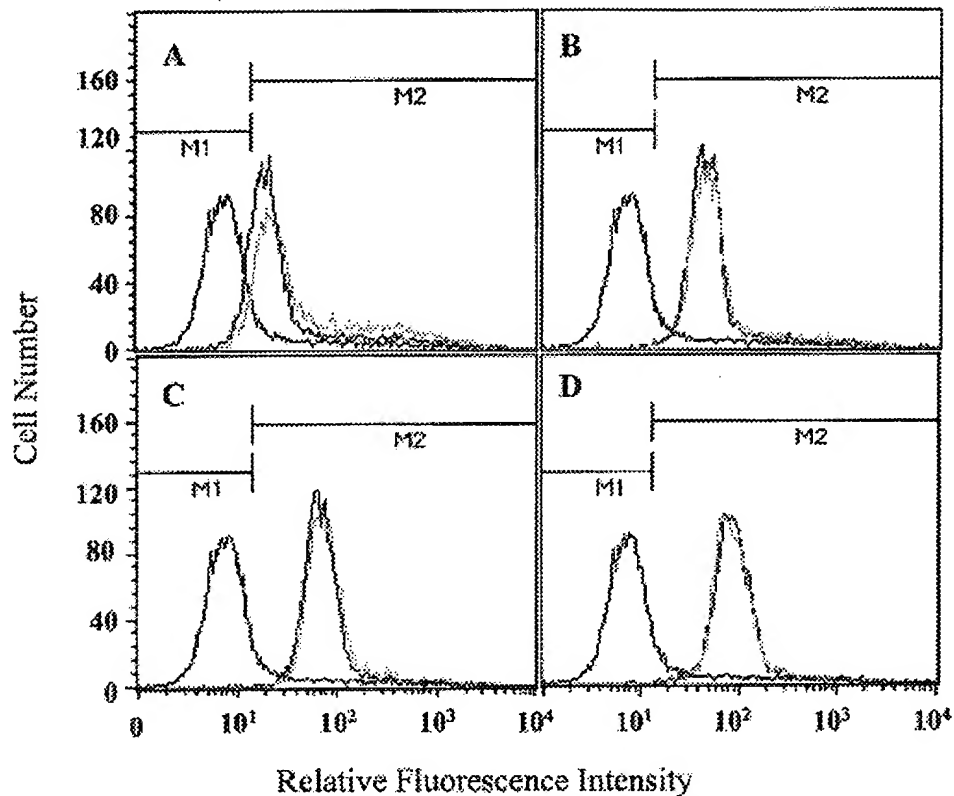 A
B
160
M2
M2
120
M1
M1
80
40
0
C
D
160
M2
M2
120
M1
M1
80
40
0
0 10¹ 10² 10³ 10⁴ 10¹ 10² 10³ 10⁴
Cell Number
Relative Fluorescence Intensity